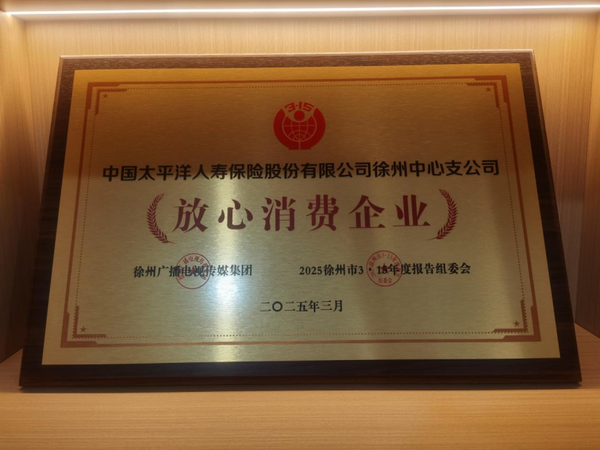 3·15
中国太平洋人寿保险股份有限公司徐州中心支公司
放心消费企业
徐州广播电视传媒集团 2025徐州市3·15年度报告组委会
二〇二五年三月